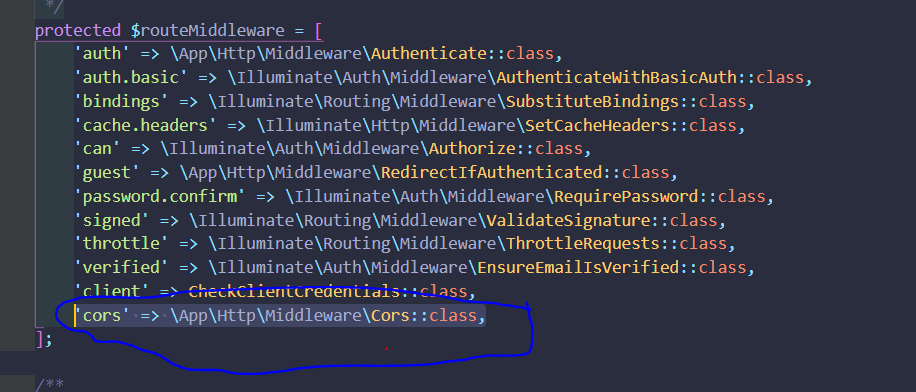 */
protected $routeMiddleware = [
'auth' => \App\Http\Middleware\Authenticate::class,
'auth.basic' => \Illuminate\Auth\Middleware\AuthenticateWithBasicAuth::class,
'bindings' => \Illuminate\Routing\Middleware\SubstituteBindings::class,
'cache.headers' => \Illuminate\Http\Middleware\SetCacheHeaders::class,
'can' => \Illuminate\Auth\Middleware\Authorize::class,
'guest' => \App\Http\Middleware\RedirectIfAuthenticated::class,
'password.confirm' => \Illuminate\Auth\Middleware\RequirePassword::class,
'signed' => \Illuminate\Routing\Middleware\ValidateSignature::class,
'throttle' => \Illuminate\Routing\Middleware\ThrottleRequests::class,
'verified' => \Illuminate\Auth\Middleware\EnsureEmailIsVerified::class,
'client' => CheckClientCredentials::class,
'cors' => \App\Http\Middleware\Cors::class,
];
/**